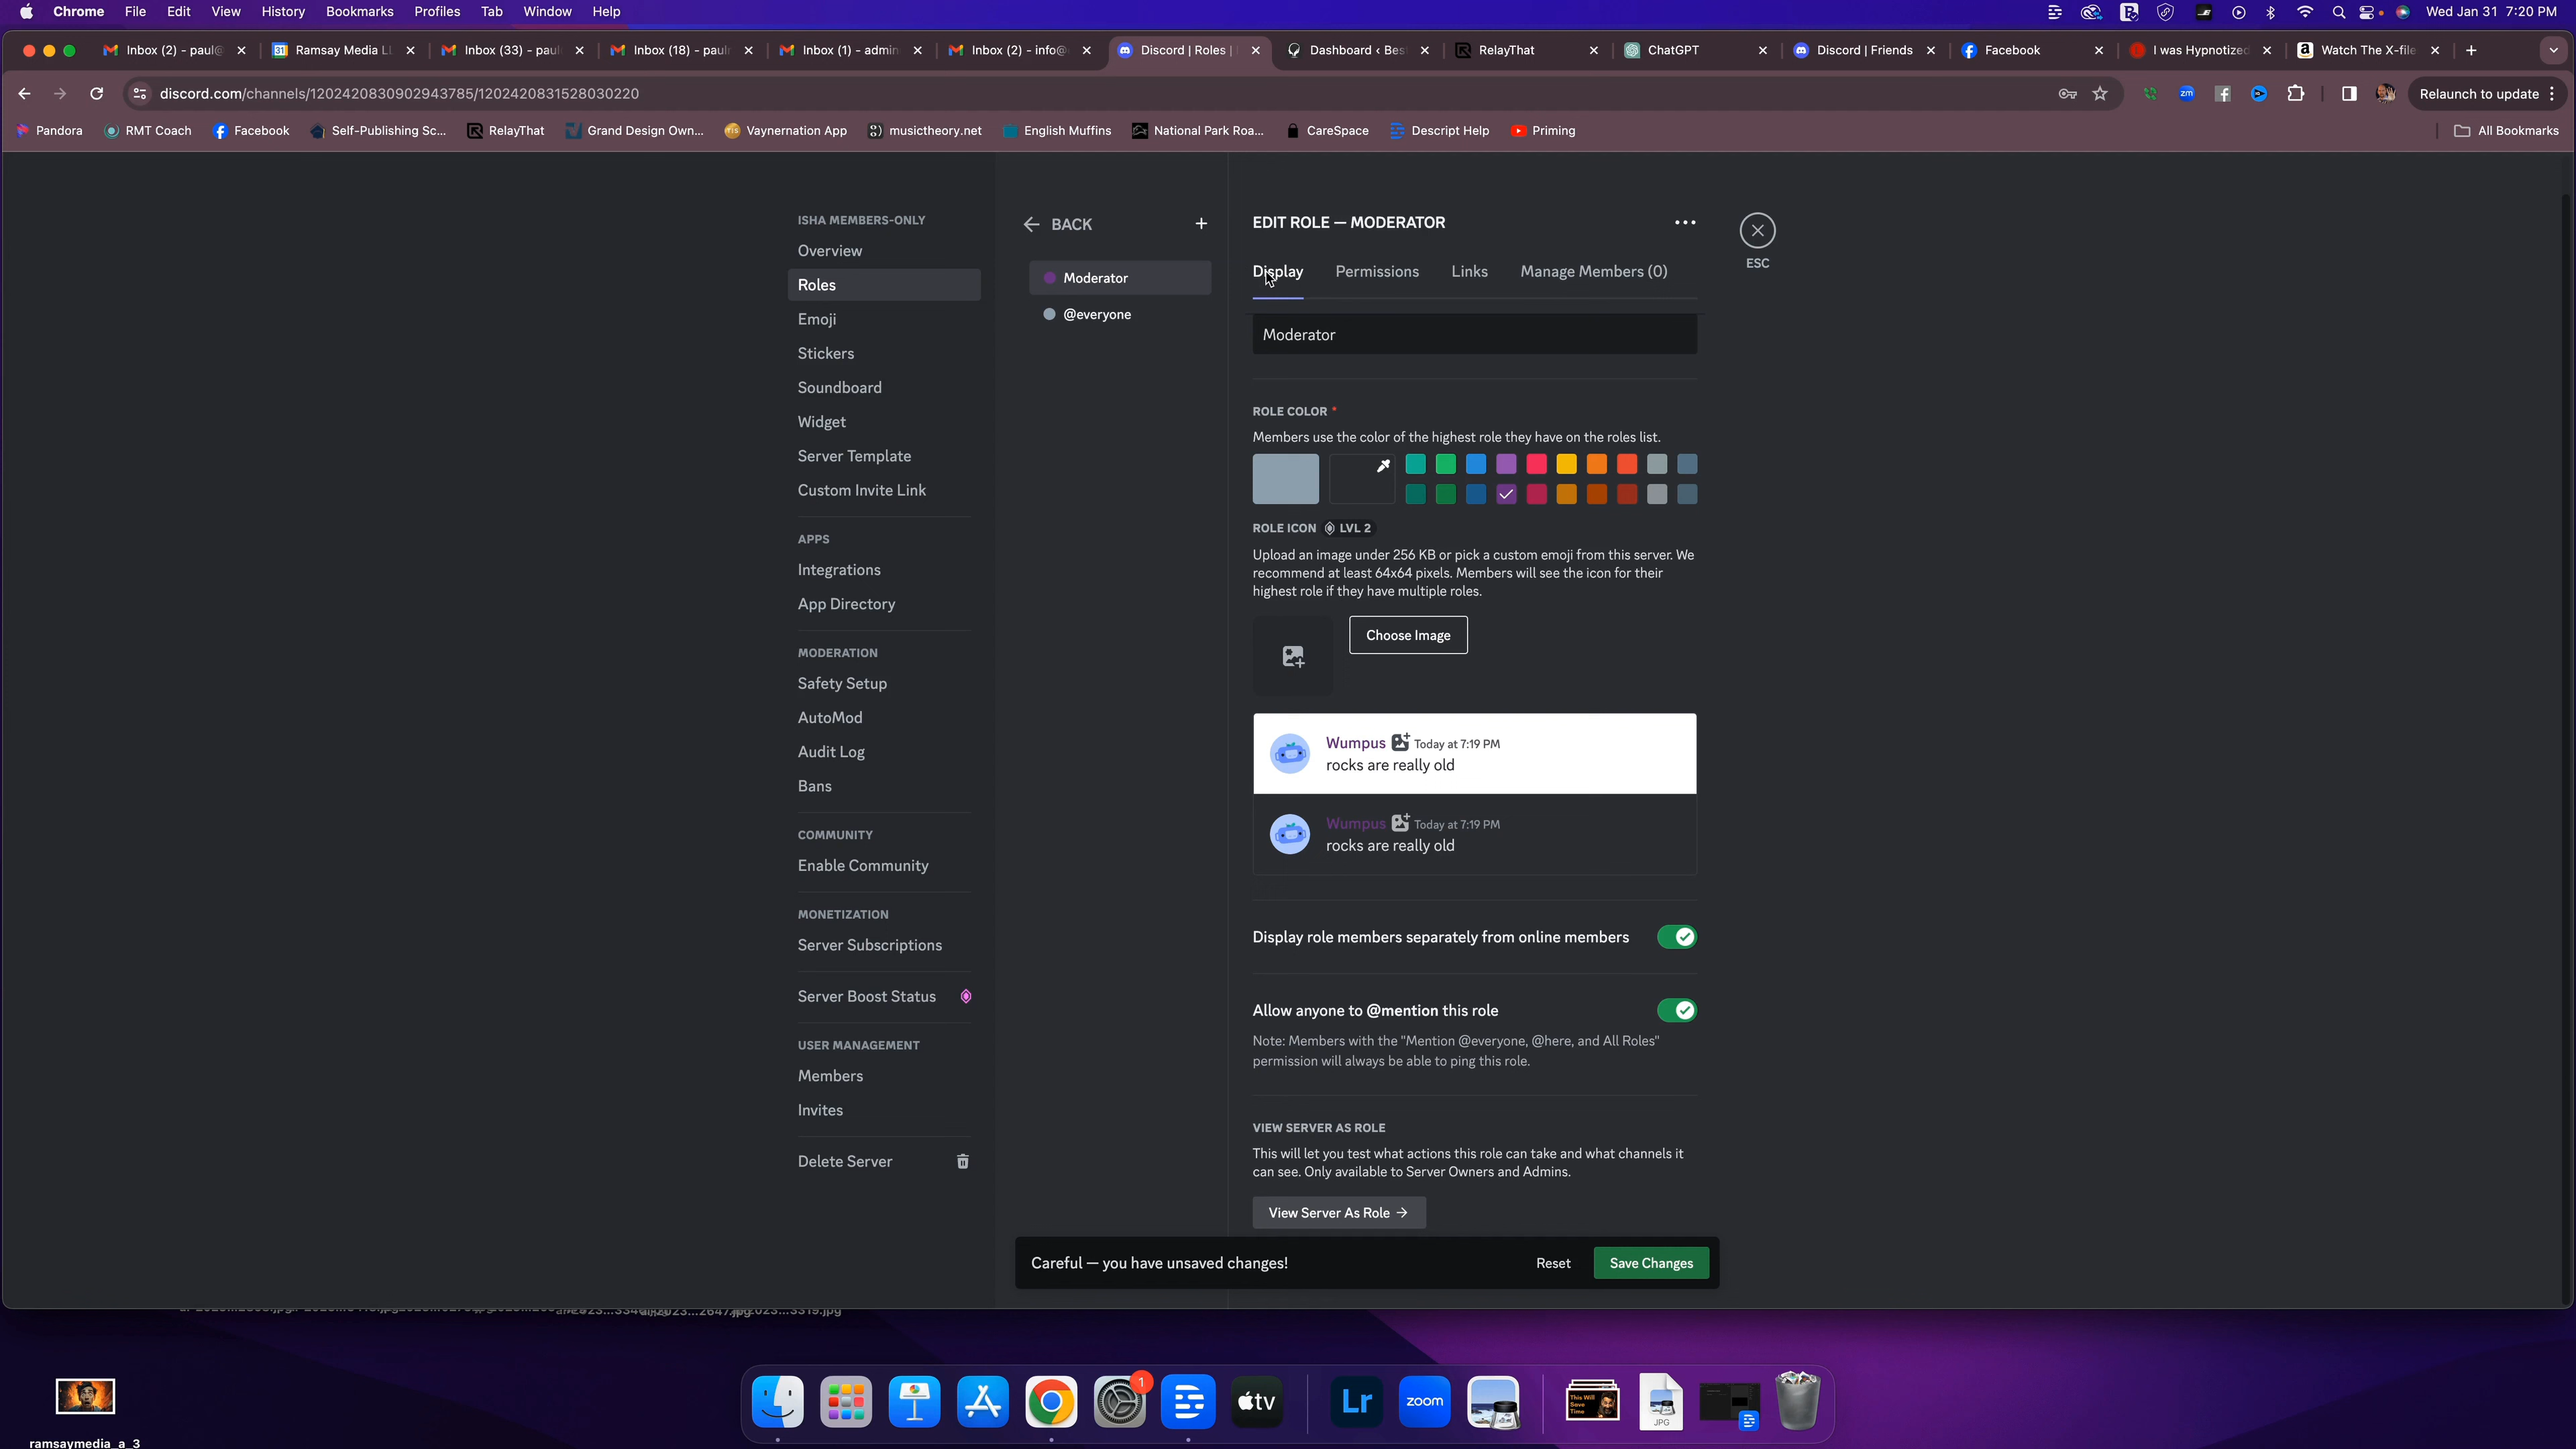 Chrome File Edit View History Bookmarks Profiles Tab Window Help Wed Jan 31 7:20 PM
Inbox (2) - paul@ Ramsay Media L Inbox (33) - paul Inbox (18) - paul Inbox (1) - admin Inbox (2) - info@ Discord | Roles | Dashboard ‹ Bes RelayThat ChatGPT Discord | Friends Facebook I was Hypnotized Watch The X-file
discord.com/channels/1202420830902943785/1202420831528030220 Relaunch to update
Pandora RMT Coach Facebook Self-Publishing Sc... RelayThat Grand Design Own... Vaynernation App musictheory.net English Muffins National Park Roa... CareSpace Descript Help Priming All Bookmarks
ISHA MEMBERS-ONLY
Overview
Roles
Emoji
Stickers
Soundboard
Widget
Server Template
Custom Invite Link
APPS
Integrations
App Directory
MODERATION
Safety Setup
AutoMod
Audit Log
Bans
COMMUNITY
Enable Community
MONETIZATION
Server Subscriptions
Server Boost Status
USER MANAGEMENT
Members
Invites
Delete Server
BACK
Moderator
@everyone
EDIT ROLE — MODERATOR
ESC
Display Permissions Links Manage Members (0)
Moderator
ROLE COLOR *
Members use the color of the highest role they have on the roles list.
ROLE ICON LVL 2
Upload an image under 256 KB or pick a custom emoji from this server. We
recommend at least 64x64 pixels. Members will see the icon for their
highest role if they have multiple roles.
Choose Image
Wumpus Today at 7:19 PM
rocks are really old
Wumpus Today at 7:19 PM
rocks are really old
Display role members separately from online members
Allow anyone to @mention this role
Note: Members with the "Mention @everyone, @here, and All Roles"
permission will always be able to ping this role.
VIEW SERVER AS ROLE
This will let you test what actions this role can take and what channels it
can see. Only available to Server Owners and Admins.
View Server As Role →
Careful — you have unsaved changes! Reset Save Changes
ramsaymedia_a_3
1
tv
Lr
zoom
This Will
Save
Time
JPG